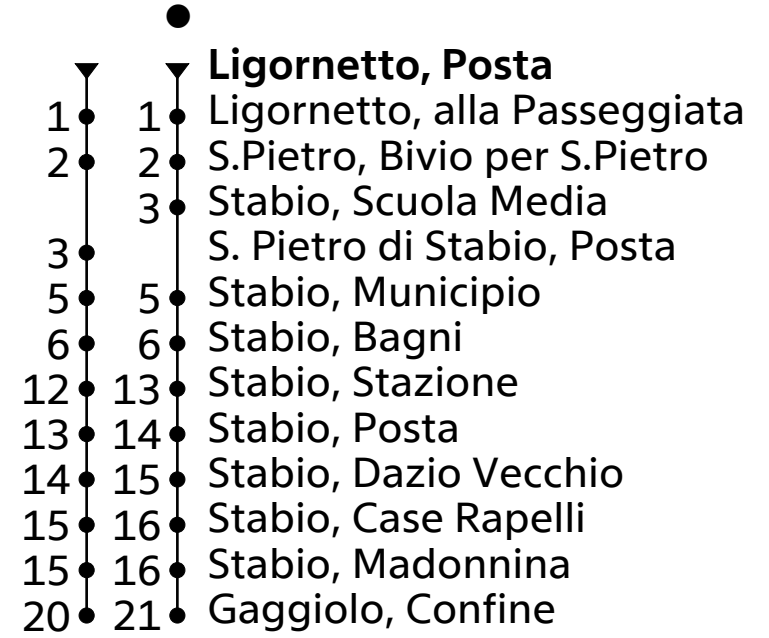 Ligornetto, Posta
1 1 Ligornetto, alla Passeggiata
2 2 S.Pietro, Bivio per S.Pietro
3 Stabio, Scuola Media
3 S. Pietro di Stabio, Posta
5 5 Stabio, Municipio
6 6 Stabio, Bagni
12 13 Stabio, Stazione
13 14 Stabio, Posta
14 15 Stabio, Dazio Vecchio
15 16 Stabio, Case Rapelli
15 16 Stabio, Madonnina
20 21 Gaggiolo, Confine